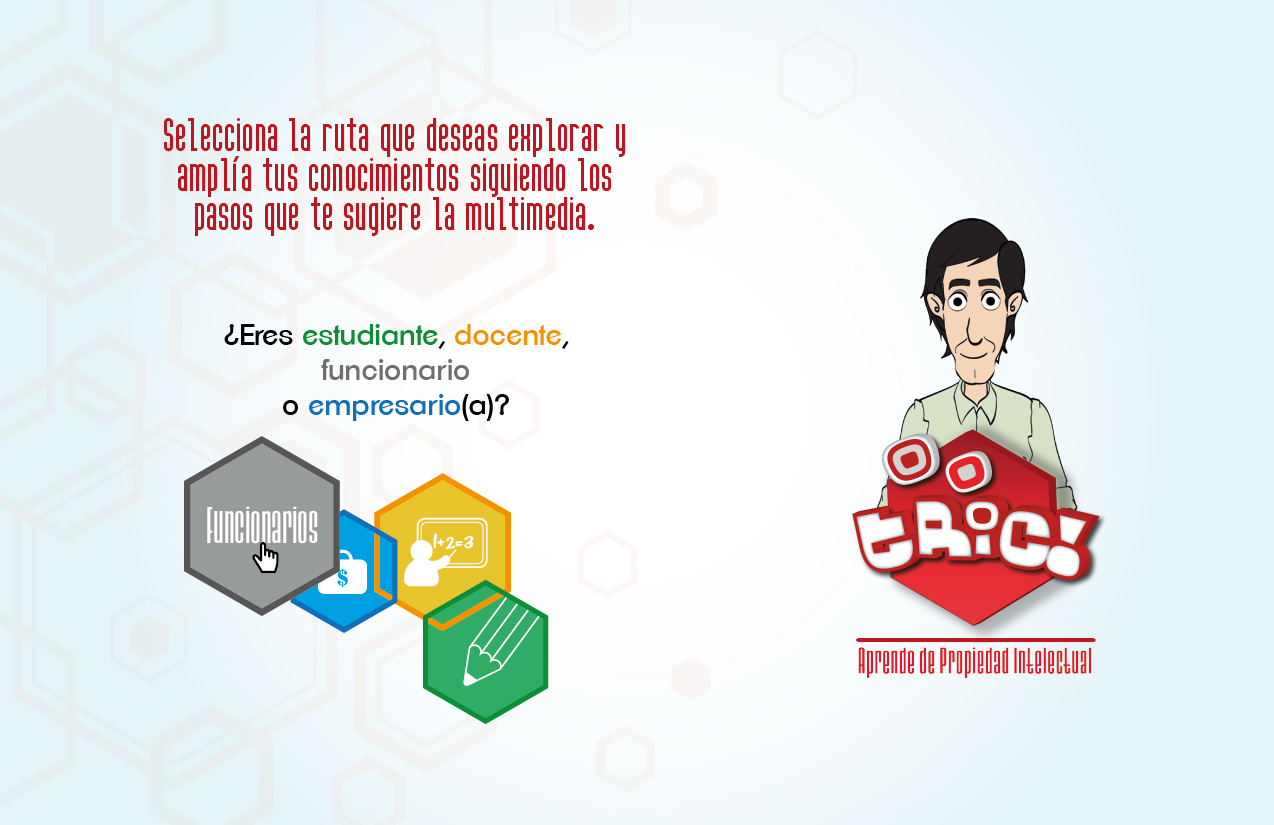 Selecciona la ruta que deseas explorar y
amplía tus conocimientos siguiendo los
pasos que te sugiere la multimedia.
¿Eres estudiante, docente,
funcionario
o empresario(a)?
Funcionarios
$
1+2=3
tRiC!
Aprende de Propiedad Intelectual